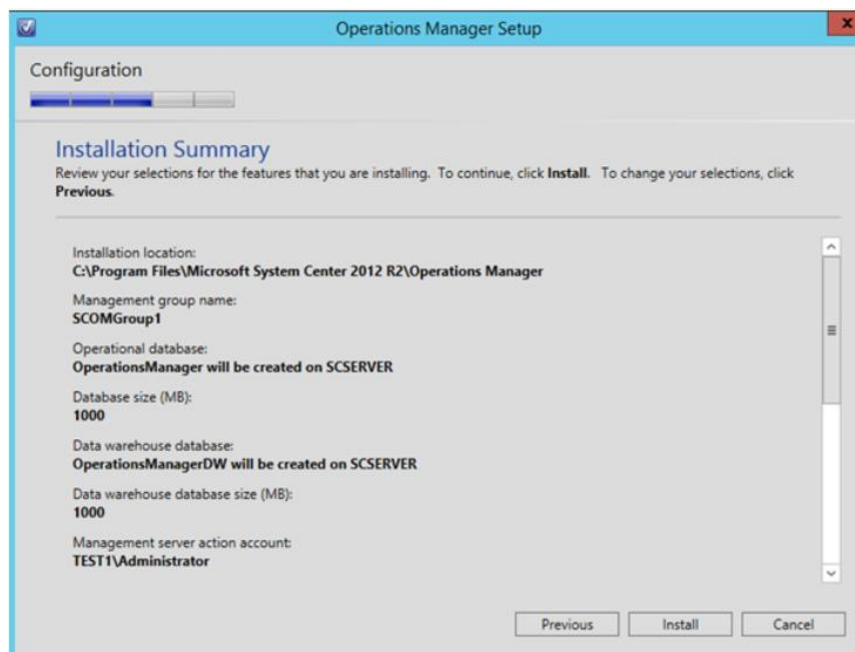 Operations Manager Setup
x
Configuration
Installation Summary
Review your selections for the features that you are installing. To continue, click Install. To change your selections, click
Previous.
Installation location:
C:\Program Files\Microsoft System Center 2012 R2\Operations Manager
Management group name:
SCOMGroup1
Operational database:
OperationsManager will be created on SCSERVER
Database size (MB):
1000
Data warehouse database:
OperationsManagerDW will be created on SCSERVER
Data warehouse database size (MB):
1000
Management server action account:
TEST1\Administrator
Previous
Install
Cancel